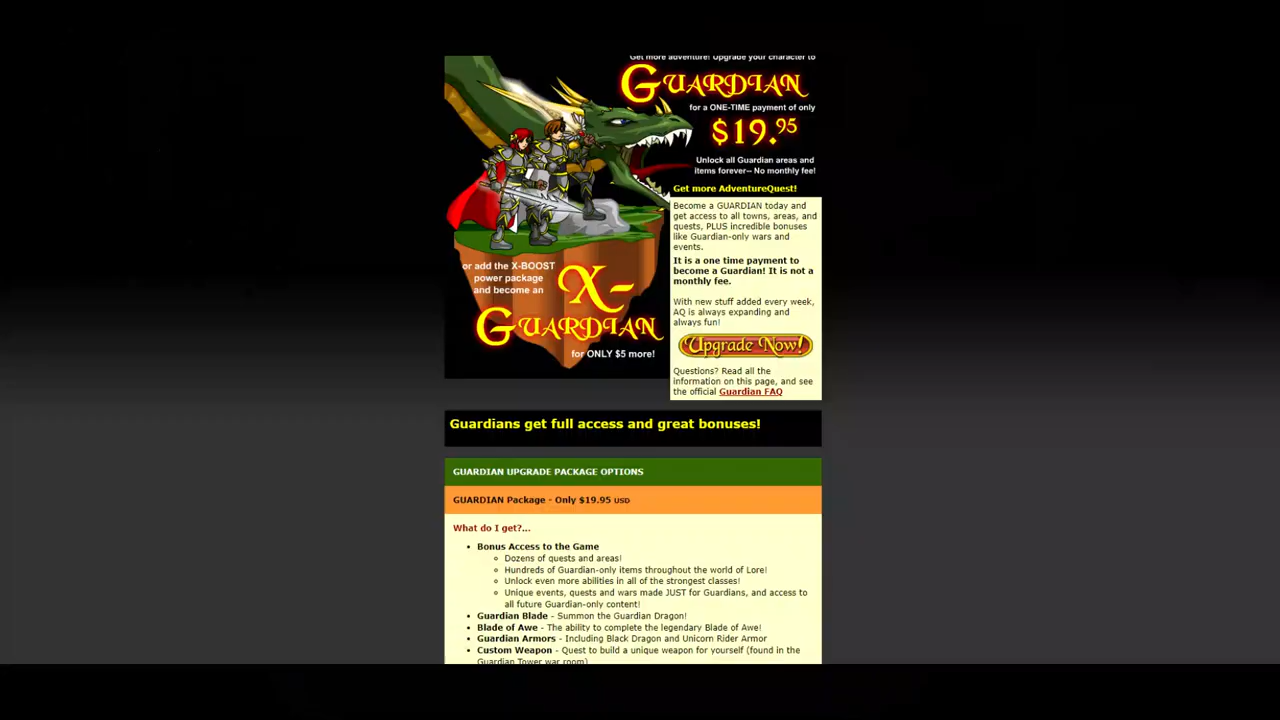 Get more adventure! Upgrade your character to
GUARDIAN
for a ONE-TIME payment of only
$19.95
Unlock all Guardian areas and
items forever-- No monthly fee!
Get more AdventureQuest!
Become a GUARDIAN today and
get access to all towns, areas, and
quests, PLUS incredible bonuses
like Guardian-only wars and
events.
It is a one time payment to
become a Guardian! It is not a
monthly fee.
With new stuff added every week,
AQ is always expanding and
always fun!
Upgrade Now!
Questions? Read all the
information on this page, and see
the official Guardian FAQ
or add the X-BOOST
power package
and become an
X-
GUARDIAN
for ONLY $5 more!
Guardians get full access and great bonuses!
GUARDIAN UPGRADE PACKAGE OPTIONS
GUARDIAN Package - Only $19.95 USD
What do I get?...
• Bonus Access to the Game
Dozens of quests and areas!
Hundreds of Guardian-only items throughout the world of Lore!
Unlock even more abilities in all of the strongest classes!
Unique events, quests and wars made JUST for Guardians, and access to
all future Guardian-only content!
• Guardian Blade - Summon the Guardian Dragon!
• Blade of Awe - The ability to complete the legendary Blade of Awe!
• Guardian Armors - Including Black Dragon and Unicorn Rider Armor
• Custom Weapon - Quest to build a unique weapon for yourself (found in the
Guardian Tower war room)